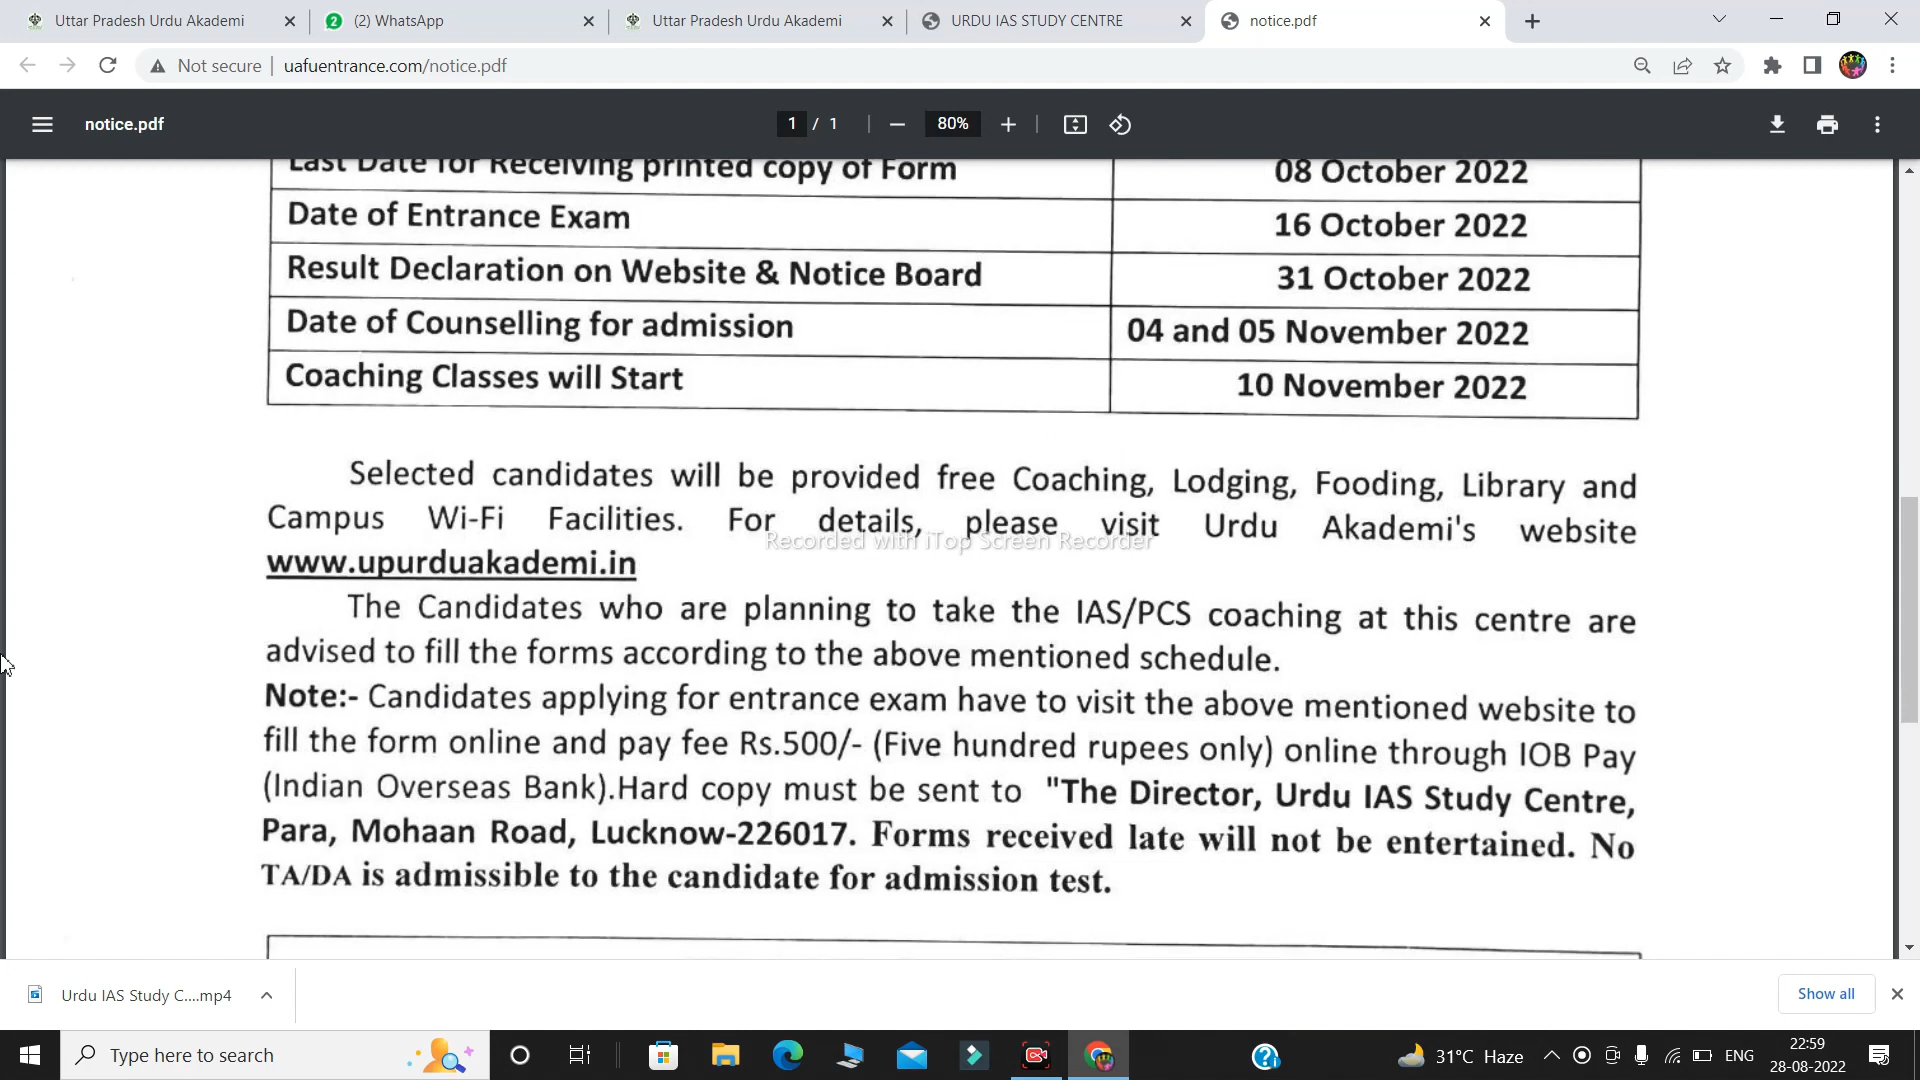 Uttar Pradesh Urdu Akademi
(2) WhatsApp
Uttar Pradesh Urdu Akademi
URDU IAS STUDY CENTRE
notice.pdf
Not secure
uafuentrance.com/notice.pdf
notice.pdf
1 / 1
80%
Last Date for Receiving printed copy of Form 08 October 2022
Date of Entrance Exam 16 October 2022
Result Declaration on Website & Notice Board 31 October 2022
Date of Counselling for admission 04 and 05 November 2022
Coaching Classes will Start 10 November 2022
Selected candidates will be provided free Coaching, Lodging, Fooding, Library and
Campus Wi-Fi Facilities. For details, please visit Urdu Akademi's website
Recorded with iTop Screen Recorder
www.upurduakademi.in
The Candidates who are planning to take the IAS/PCS coaching at this centre are
advised to fill the forms according to the above mentioned schedule.
Note:- Candidates applying for entrance exam have to visit the above mentioned website to
fill the form online and pay fee Rs.500/- (Five hundred rupees only) online through IOB Pay
(Indian Overseas Bank).Hard copy must be sent to "The Director, Urdu IAS Study Centre,
Para, Mohaan Road, Lucknow-226017. Forms received late will not be entertained. No
TA/DA is admissible to the candidate for admission test.
Urdu IAS Study C....mp4
Show all
Type here to search
31°C Haze
ENG
22:59
28-08-2022